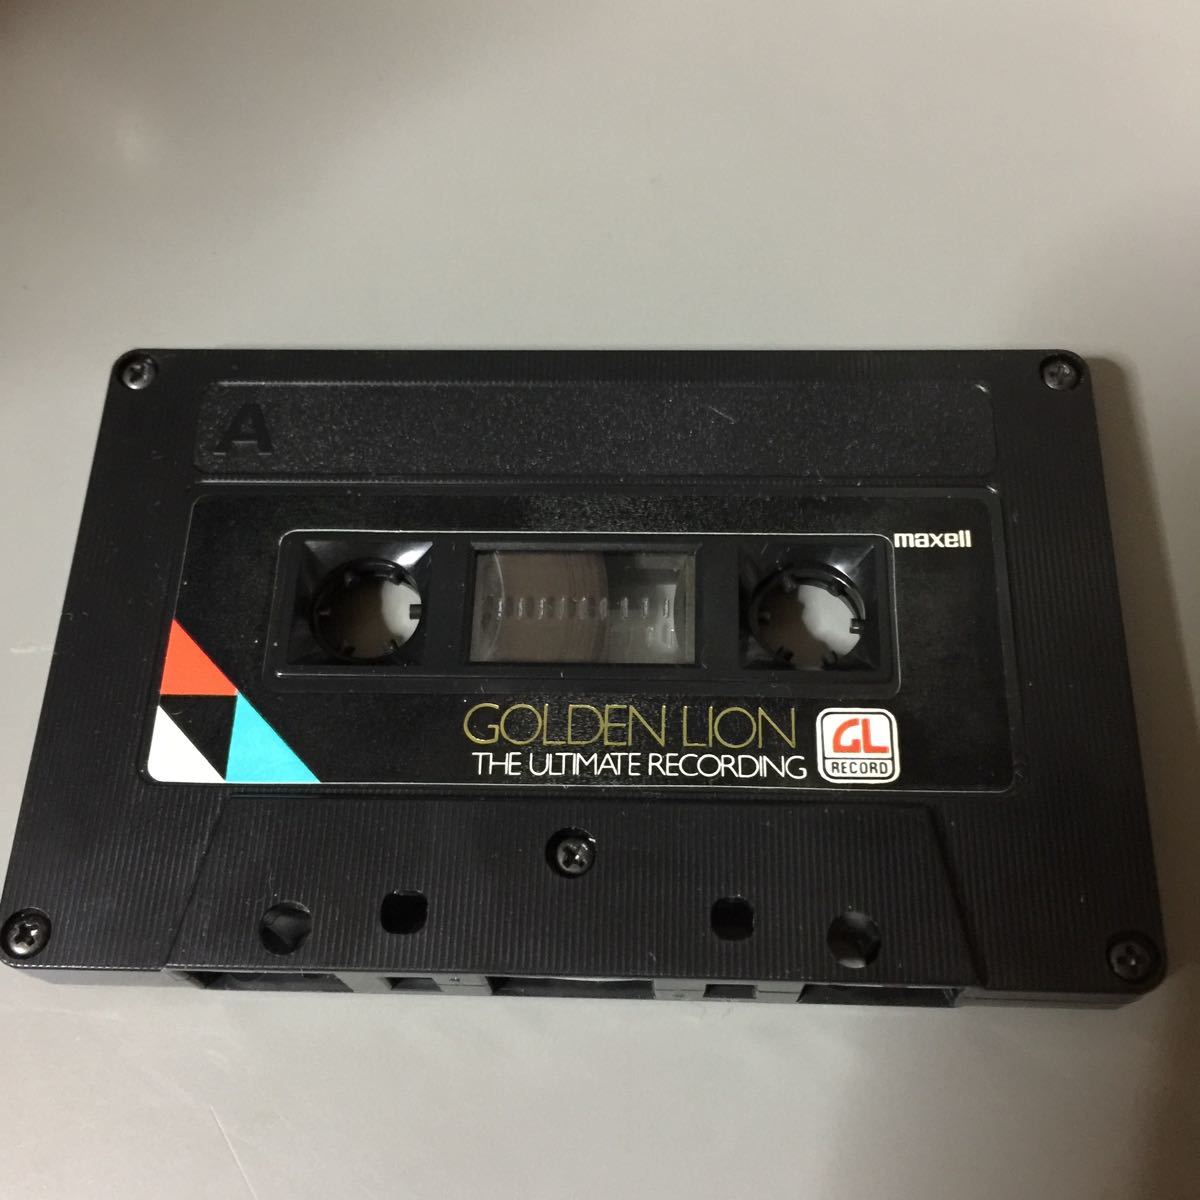 A
maxell
GOLDEN LION
THE ULTIMATE RECORDING
GL
RECORD